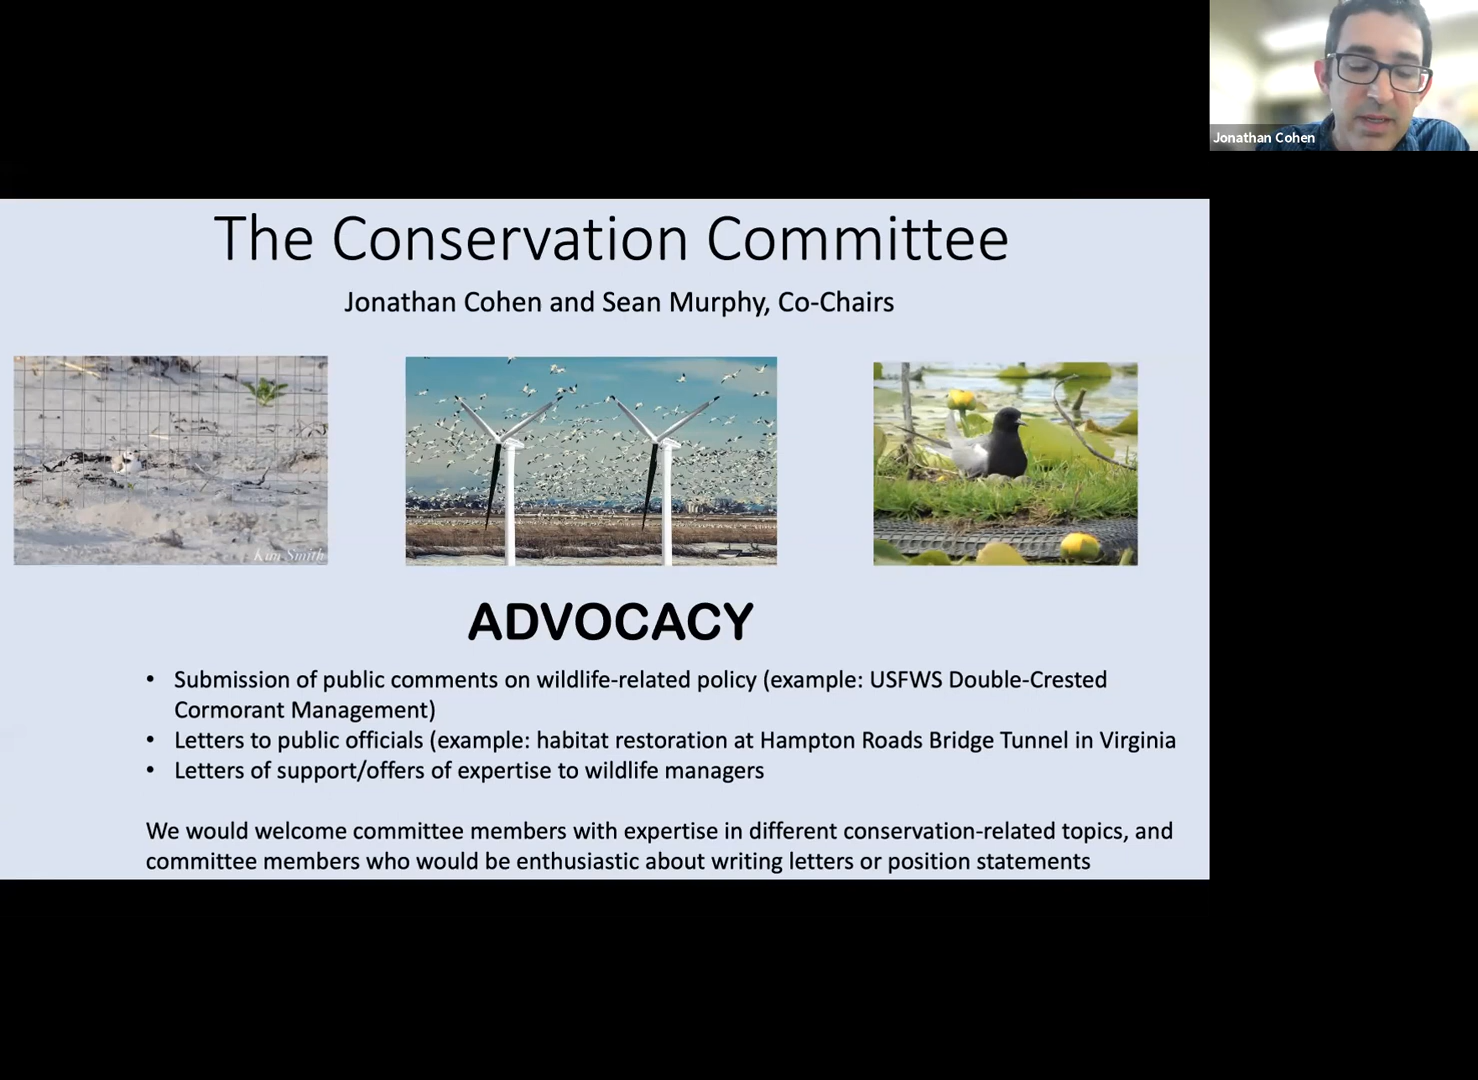 Jonathan Cohen
The Conservation Committee
Jonathan Cohen and Sean Murphy, Co-Chairs
Kim Smith
ADVOCACY
• Submission of public comments on wildlife-related policy (example: USFWS Double-Crested
Cormorant Management)
• Letters to public officials (example: habitat restoration at Hampton Roads Bridge Tunnel in Virginia
• Letters of support/offers of expertise to wildlife managers
We would welcome committee members with expertise in different conservation-related topics, and
committee members who would be enthusiastic about writing letters or position statements